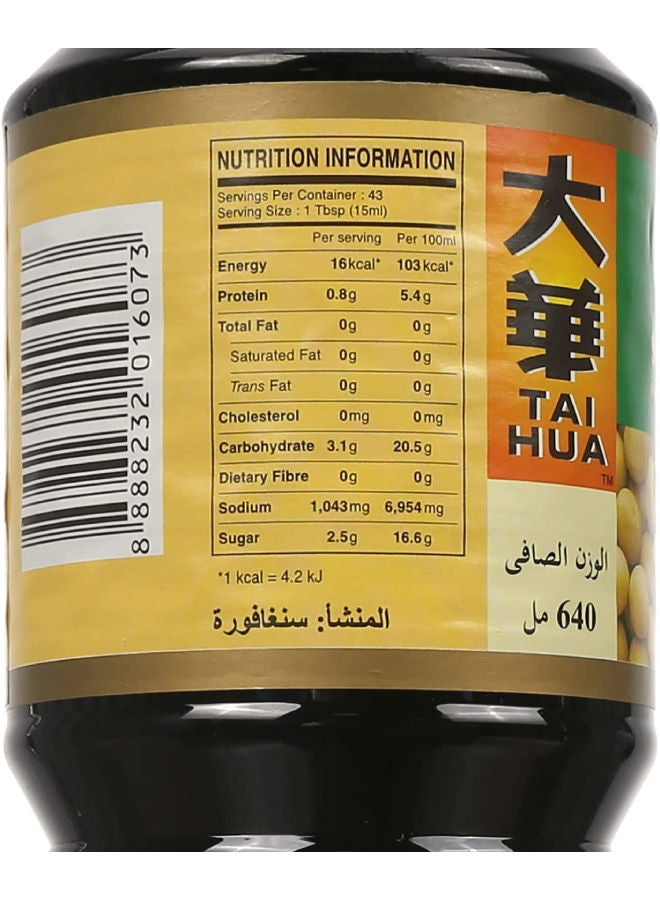 NUTRITION INFORMATION
Servings Per Container : 43
Serving Size : 1 Tbsp (15ml)
Per serving Per 100ml
Energy 16kcal* 103kcal*
Protein 0.8g 5.4g
Total Fat 0g 0g
Saturated Fat 0g 0g
Trans Fat 0g 0g
Cholesterol 0mg 0mg
Carbohydrate 3.1g 20.5g
Dietary Fibre 0g 0g
Sodium 1,043mg 6,954mg
Sugar 2.5g 16.6g
*1 kcal = 4.2 kJ
المنشأ: سنغافورة
8 888232 016073
大
華
TAI
HUA
TM
الوزن الصافى
640 مل